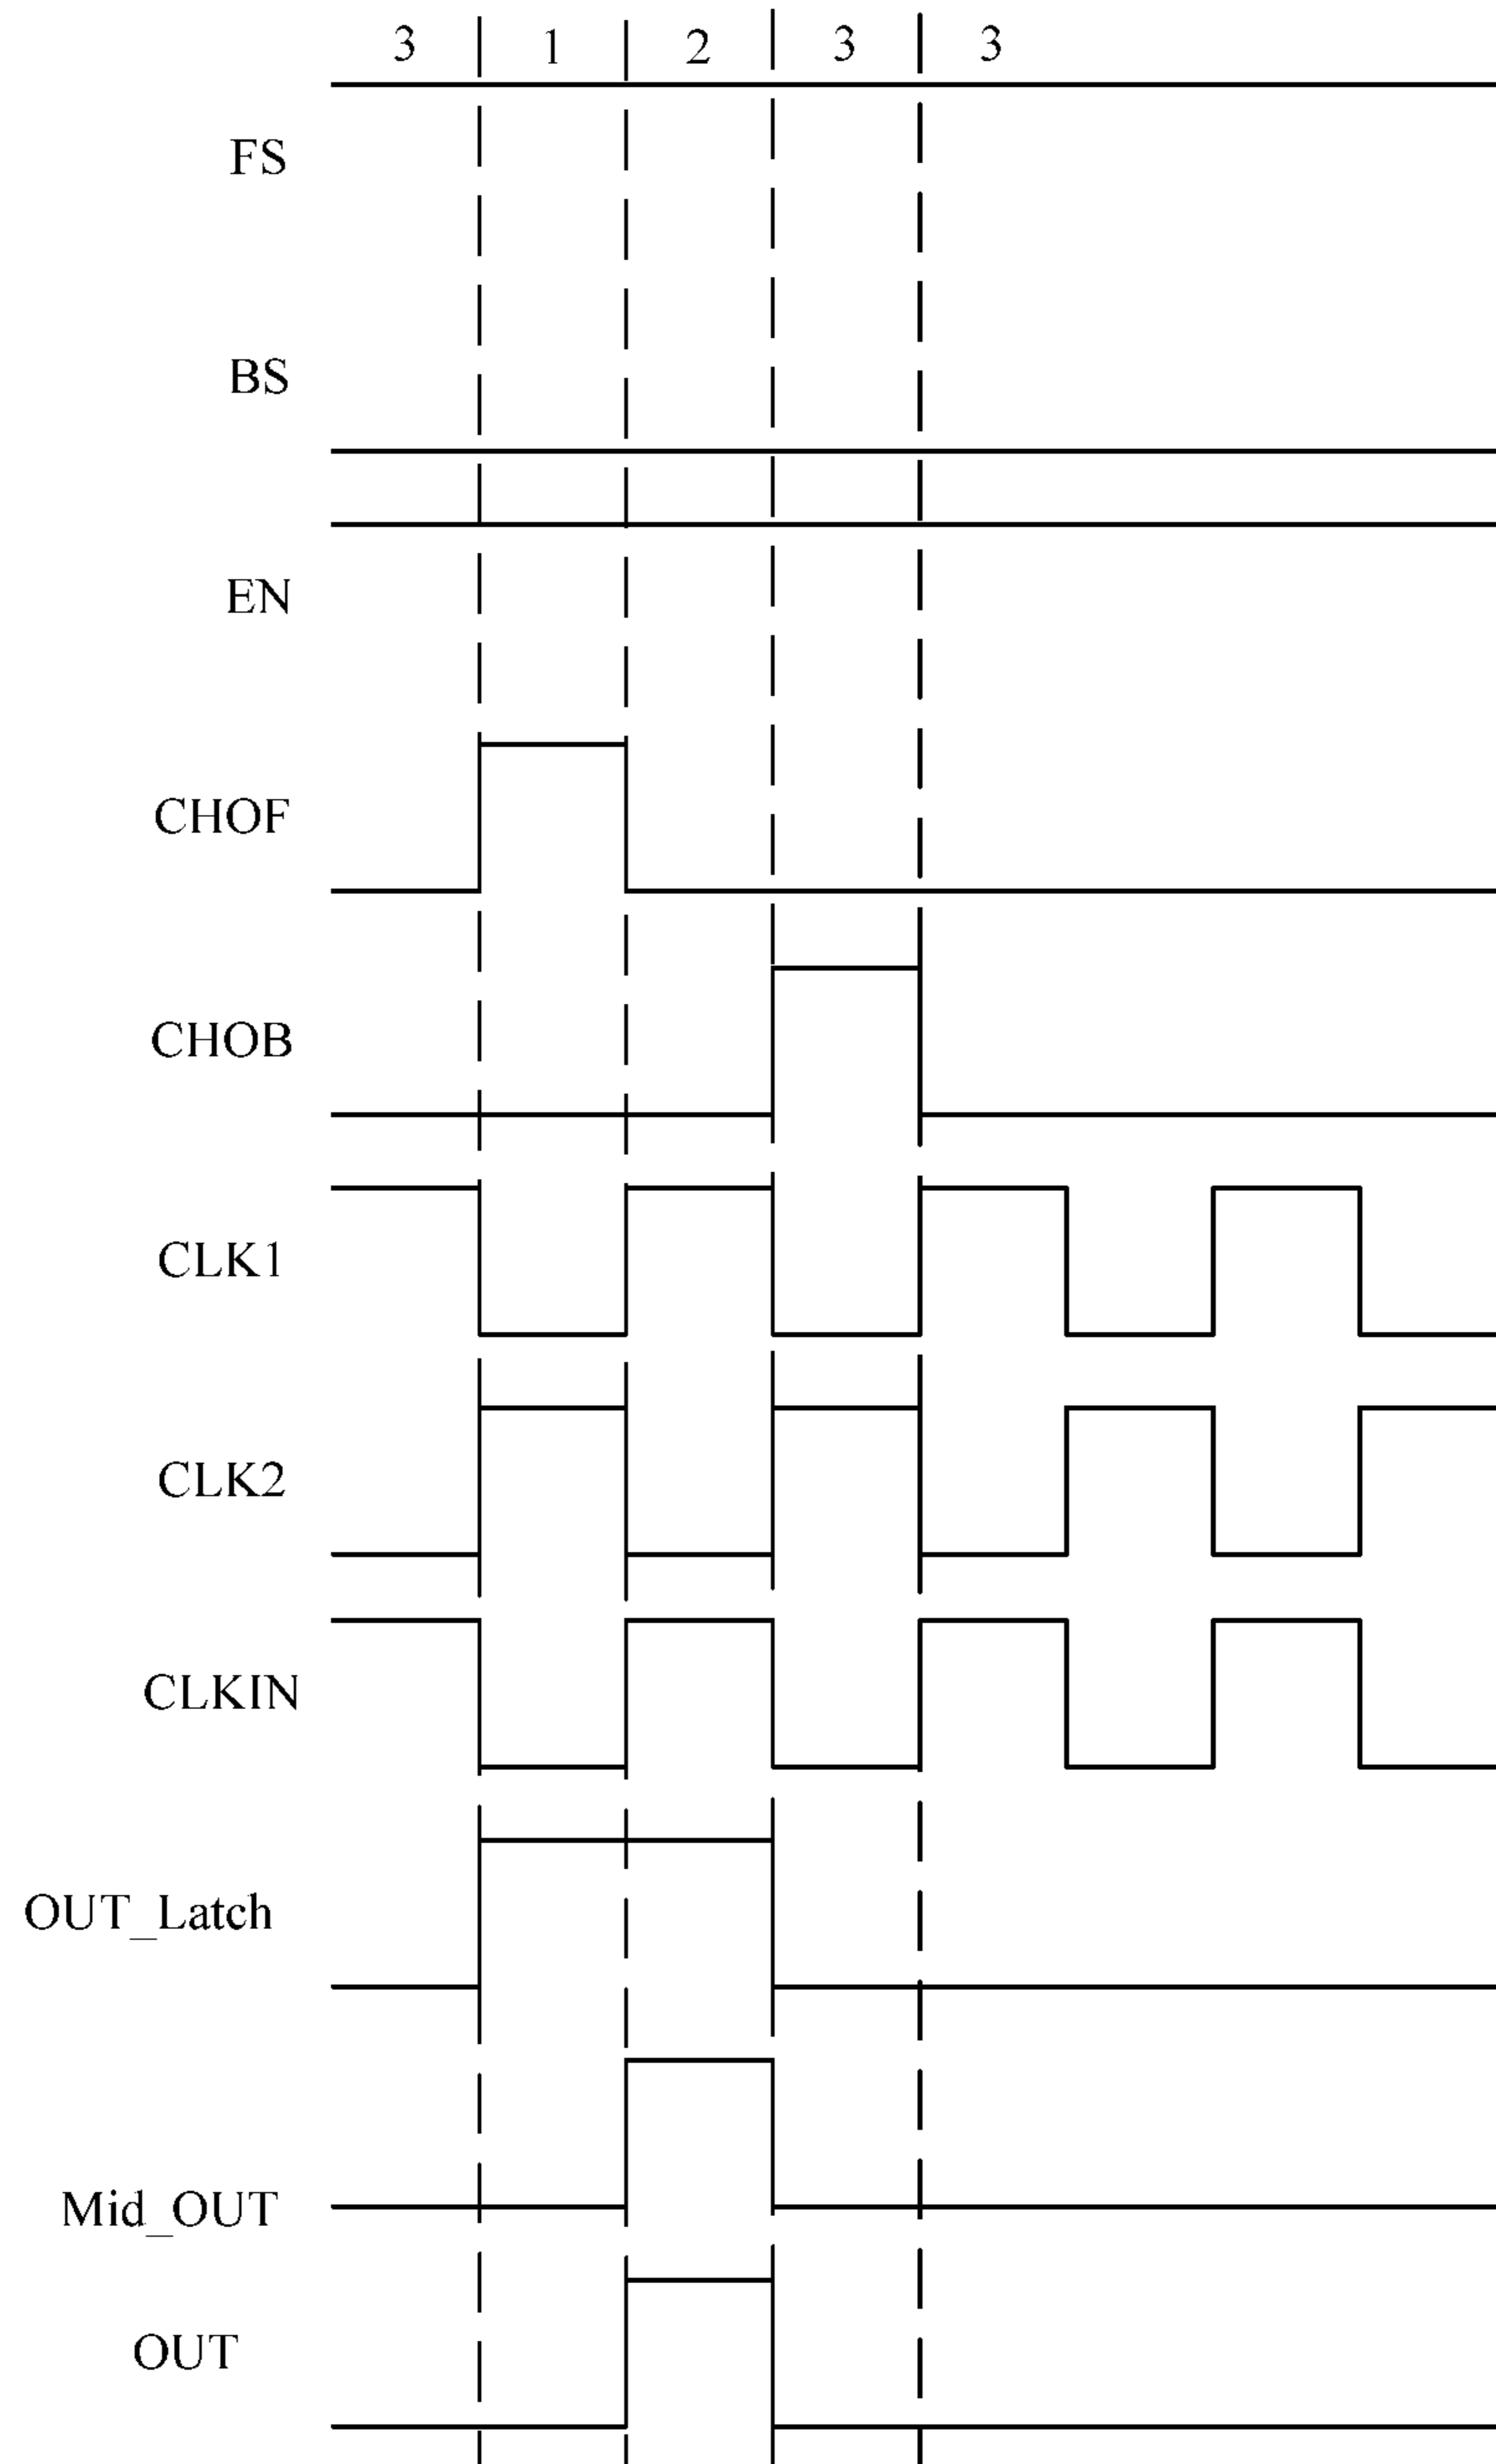 3 1 2 3 3
FS
BS
EN
CHOF
CHOB
CLK1
CLK2
CLKIN
OUT_Latch
Mid_OUT
OUT